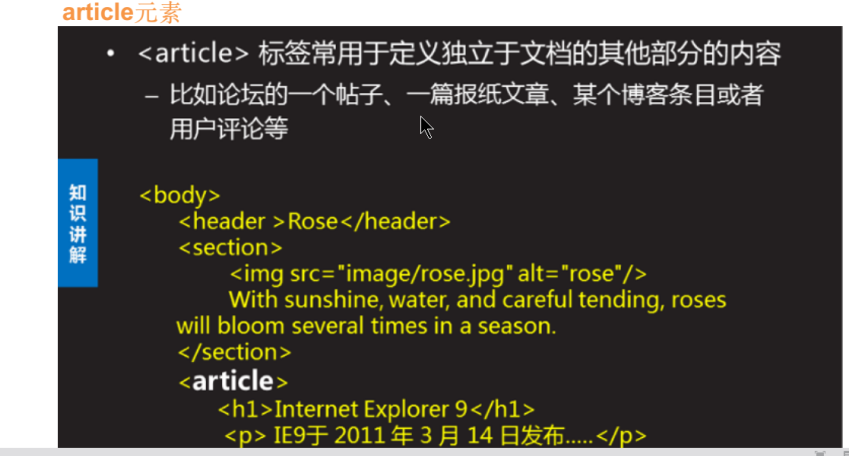 article元素
• <article> 标签常用于定义独立于文档的其他部分的内容
– 比如论坛的一个帖子、一篇报纸文章、某个博客条目或者
用户评论等
知识讲解
<body>
<header >Rose</header>
<section>
<img src="image/rose.jpg" alt="rose"/>
With sunshine, water, and careful tending, roses
will bloom several times in a season.
</section>
<article>
<h1>Internet Explorer 9</h1>
<p> IE9于 2011 年 3 月 14 日发布.....</p>